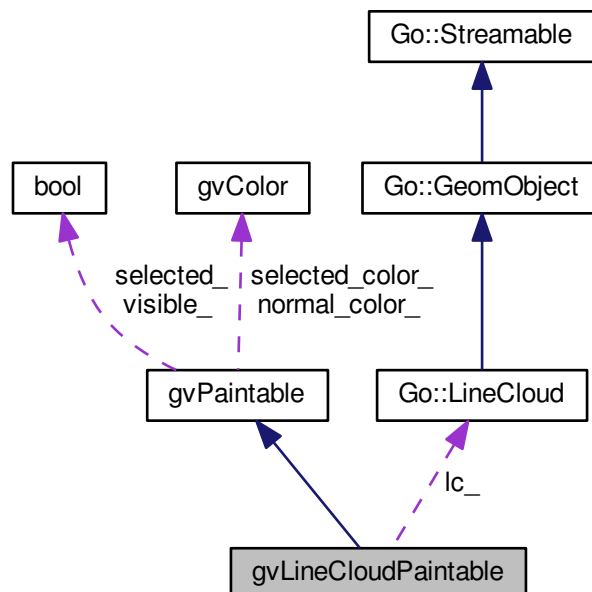 Go::Streamable
bool
gvColor
Go::GeomObject
selected_
visible_
selected_color_
normal_color_
gvPaintable
Go::LineCloud
lc_
gvLineCloudPaintable